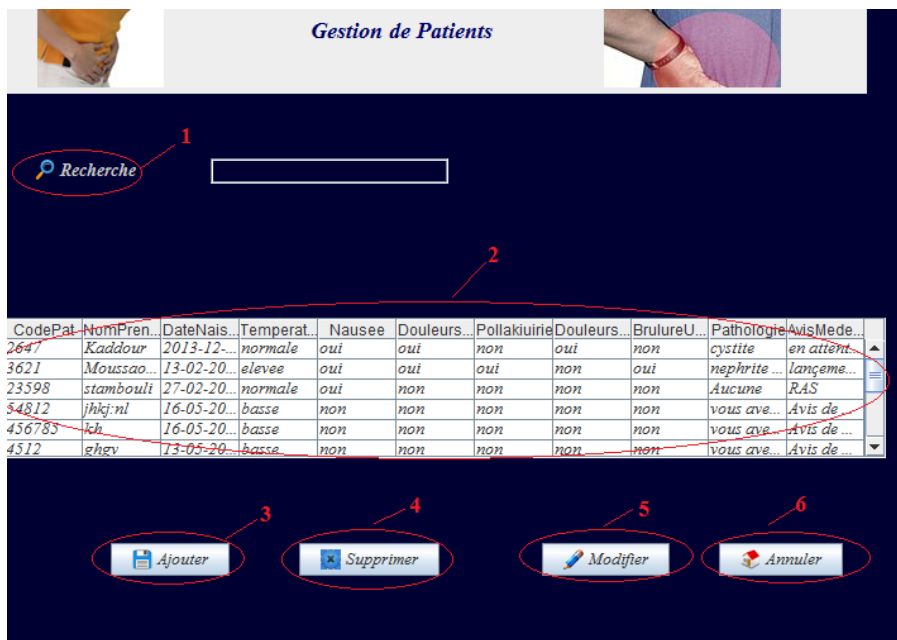 Gestion de Patients
1
Recherche
2
CodePat NomPren... DateNais... Temperat... Nausee Douleurs... Pollakiuirie Douleurs... BrulureU... Pathologie AvisMede...
2647 Kaddour 2013-12-... normale oui oui non oui non cystite en attent...
3621 Moussao... 13-02-20... elevee oui oui oui non oui nephrite ... lançeme...
23598 stambouli 27-02-20... normale oui non non non non Aucune RAS
54812 jhkj:nl 16-05-20... basse non non non non non vous ave... Avis de ...
456785 kh 16-05-20... basse non non non non non vous ave... Avis de ...
4512 ghgv 13-05-20... basse non non non non non vous ave... Avis de ...
3 4 5 6
Ajouter Supprimer Modifier Annuler